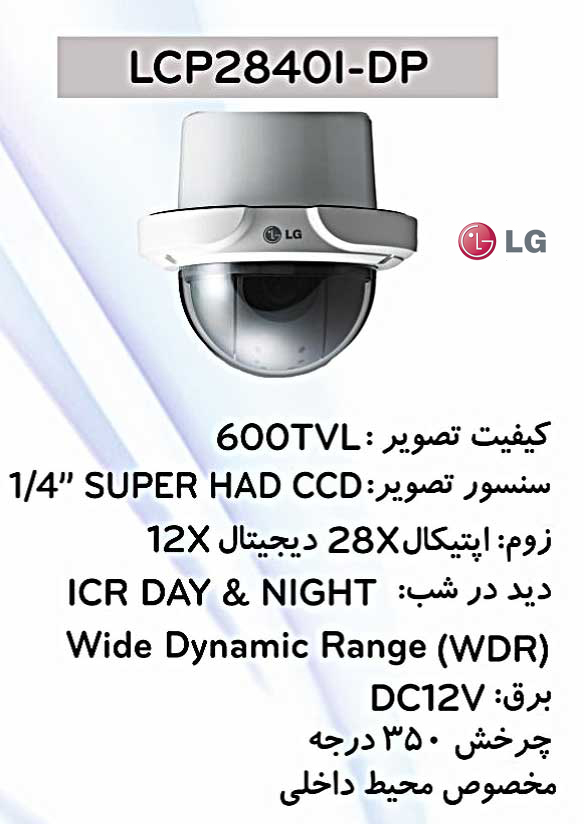 LCP2840I-DP
LG
LG
کیفیت تصویر : 600TVL
سنسور تصویر: 1/4” SUPER HAD CCD
زوم: اپتیکال 28X دیجیتال 12X
دید در شب: ICR DAY & NIGHT
Wide Dynamic Range (WDR)
برق: DC12V
چرخش ۳۵۰ درجه
مخصوص محیط داخلی